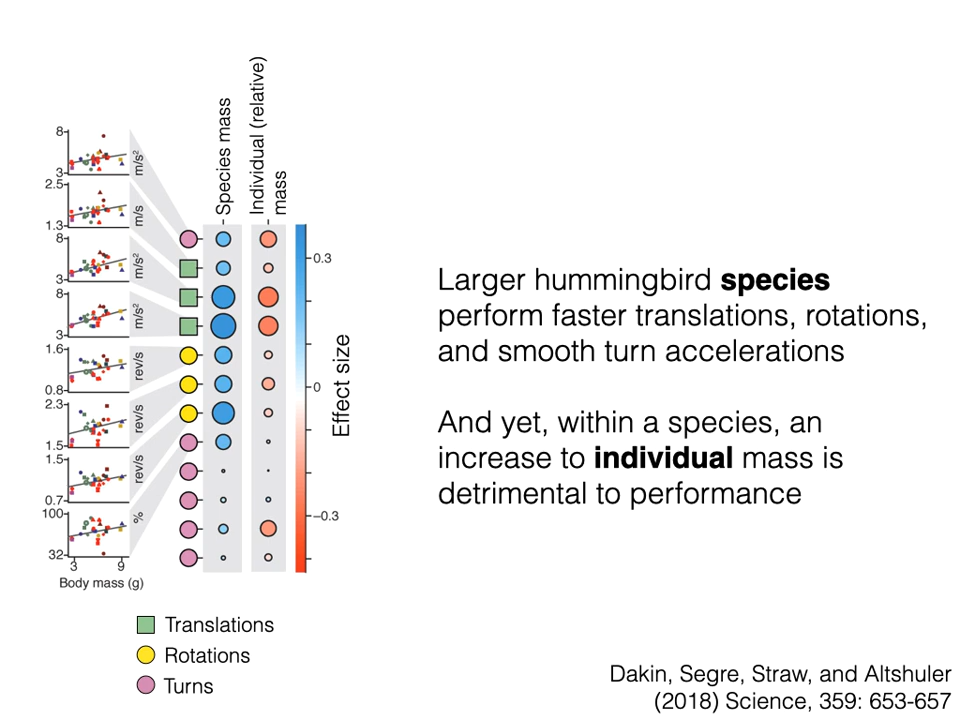 Species mass
Individual (relative)
mass
8
3
m/s²
2.5
1.3
m/s
8
3
m/s²
8
3
m/s²
1.6
0.8
rev/s
2.3
1.5
rev/s
1.5
0.7
rev/s
100
32
%
3 9
Body mass (g)
0.3
0
−0.3
Effect size
Translations
Rotations
Turns
Larger hummingbird species
perform faster translations, rotations,
and smooth turn accelerations
And yet, within a species, an
increase to individual mass is
detrimental to performance
Dakin, Segre, Straw, and Altshuler
(2018) Science, 359: 653-657